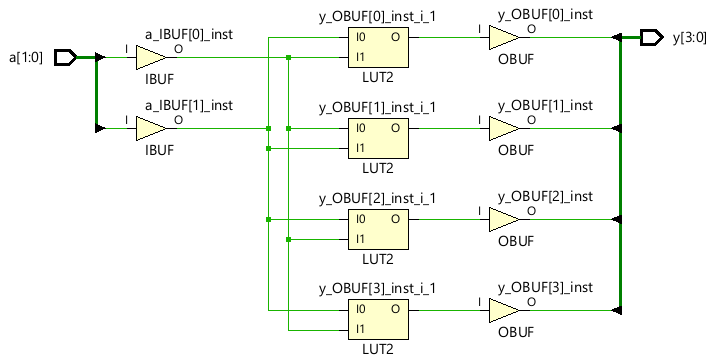 a_IBUF[0]_inst
y_OBUF[0]_inst_i_1
y_OBUF[0]_inst
a[1:0]
I
O
IBUF
I0
O
I1
LUT2
I
O
OBUF
y[3:0]
a_IBUF[1]_inst
I
O
IBUF
y_OBUF[1]_inst_i_1
I0
O
I1
LUT2
y_OBUF[1]_inst
I
O
OBUF
y_OBUF[2]_inst_i_1
I0
O
I1
LUT2
y_OBUF[2]_inst
I
O
OBUF
y_OBUF[3]_inst_i_1
I0
O
I1
LUT2
y_OBUF[3]_inst
I
O
OBUF